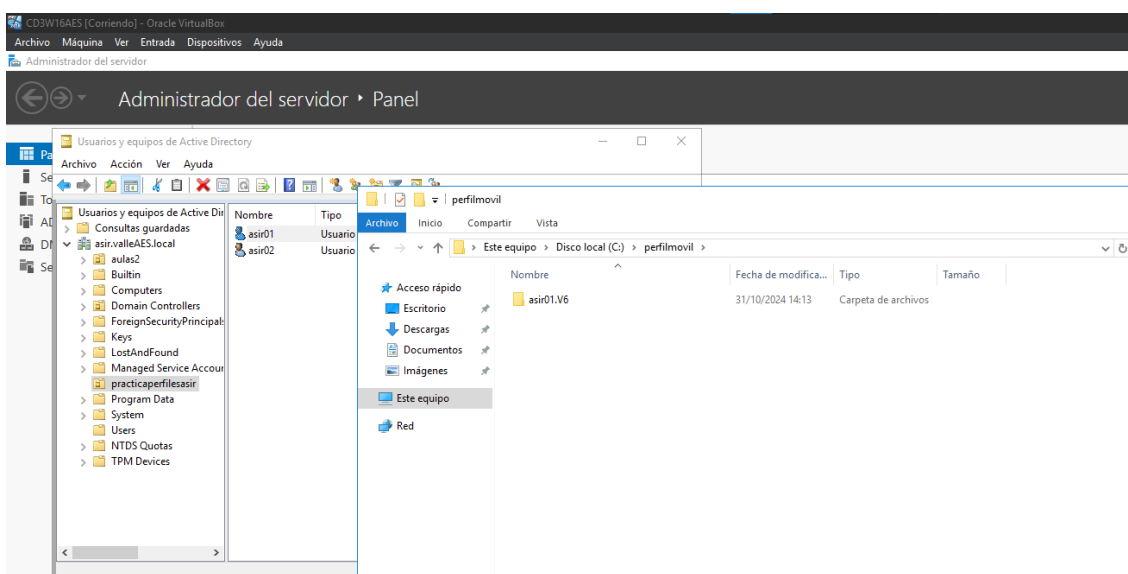 CD3W16AES [Corriendo] - Oracle VirtualBox
Archivo Máquina Ver Entrada Dispositivos Ayuda
Administrador del servidor
Administrador del servidor ‣ Panel
Usuarios y equipos de Active Directory
Archivo Acción Ver Ayuda
Usuarios y equipos de Active Dir
Consultas guardadas
asir.valleAES.local
aulas2
Builtin
Computers
Domain Controllers
ForeignSecurityPrincipal
Keys
LostAndFound
Managed Service Accour
practicaperfilesasir
Program Data
System
Users
NTDS Quotas
TPM Devices
Nombre Tipo
asir01 Usuario
asir02 Usuario
perfilmovil
Archivo Inicio Compartir Vista
Este equipo > Disco local (C:) > perfilmovil >
Acceso rápido
Escritorio
Descargas
Documentos
Imágenes
Este equipo
Red
Nombre Fecha de modifica... Tipo Tamaño
asir01.V6 31/10/2024 14:13 Carpeta de archivos